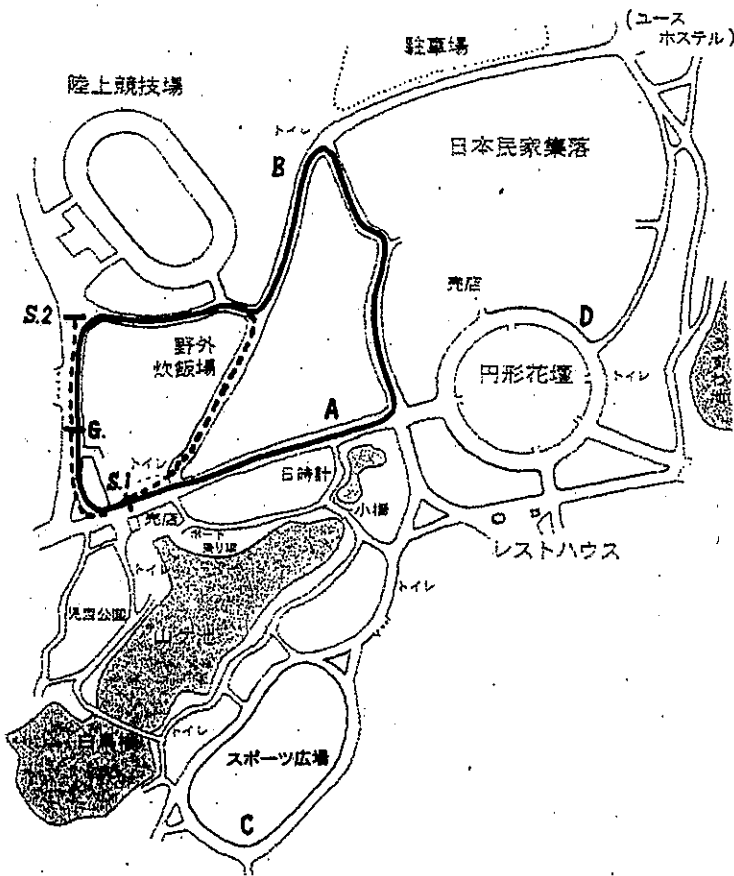 (ユース
ホステル)
駐車場
陸上競技場
トイレ
B
日本民家集落
売店
S.2
D
野外
炊飯場
円形花壇
トイレ
A
G.
トイレ
S.1
日時計
小橋
売店
ボート
乗り場
レストハウス
トイレ
トイレ
児童公園
トイレ
スポーツ広場
C